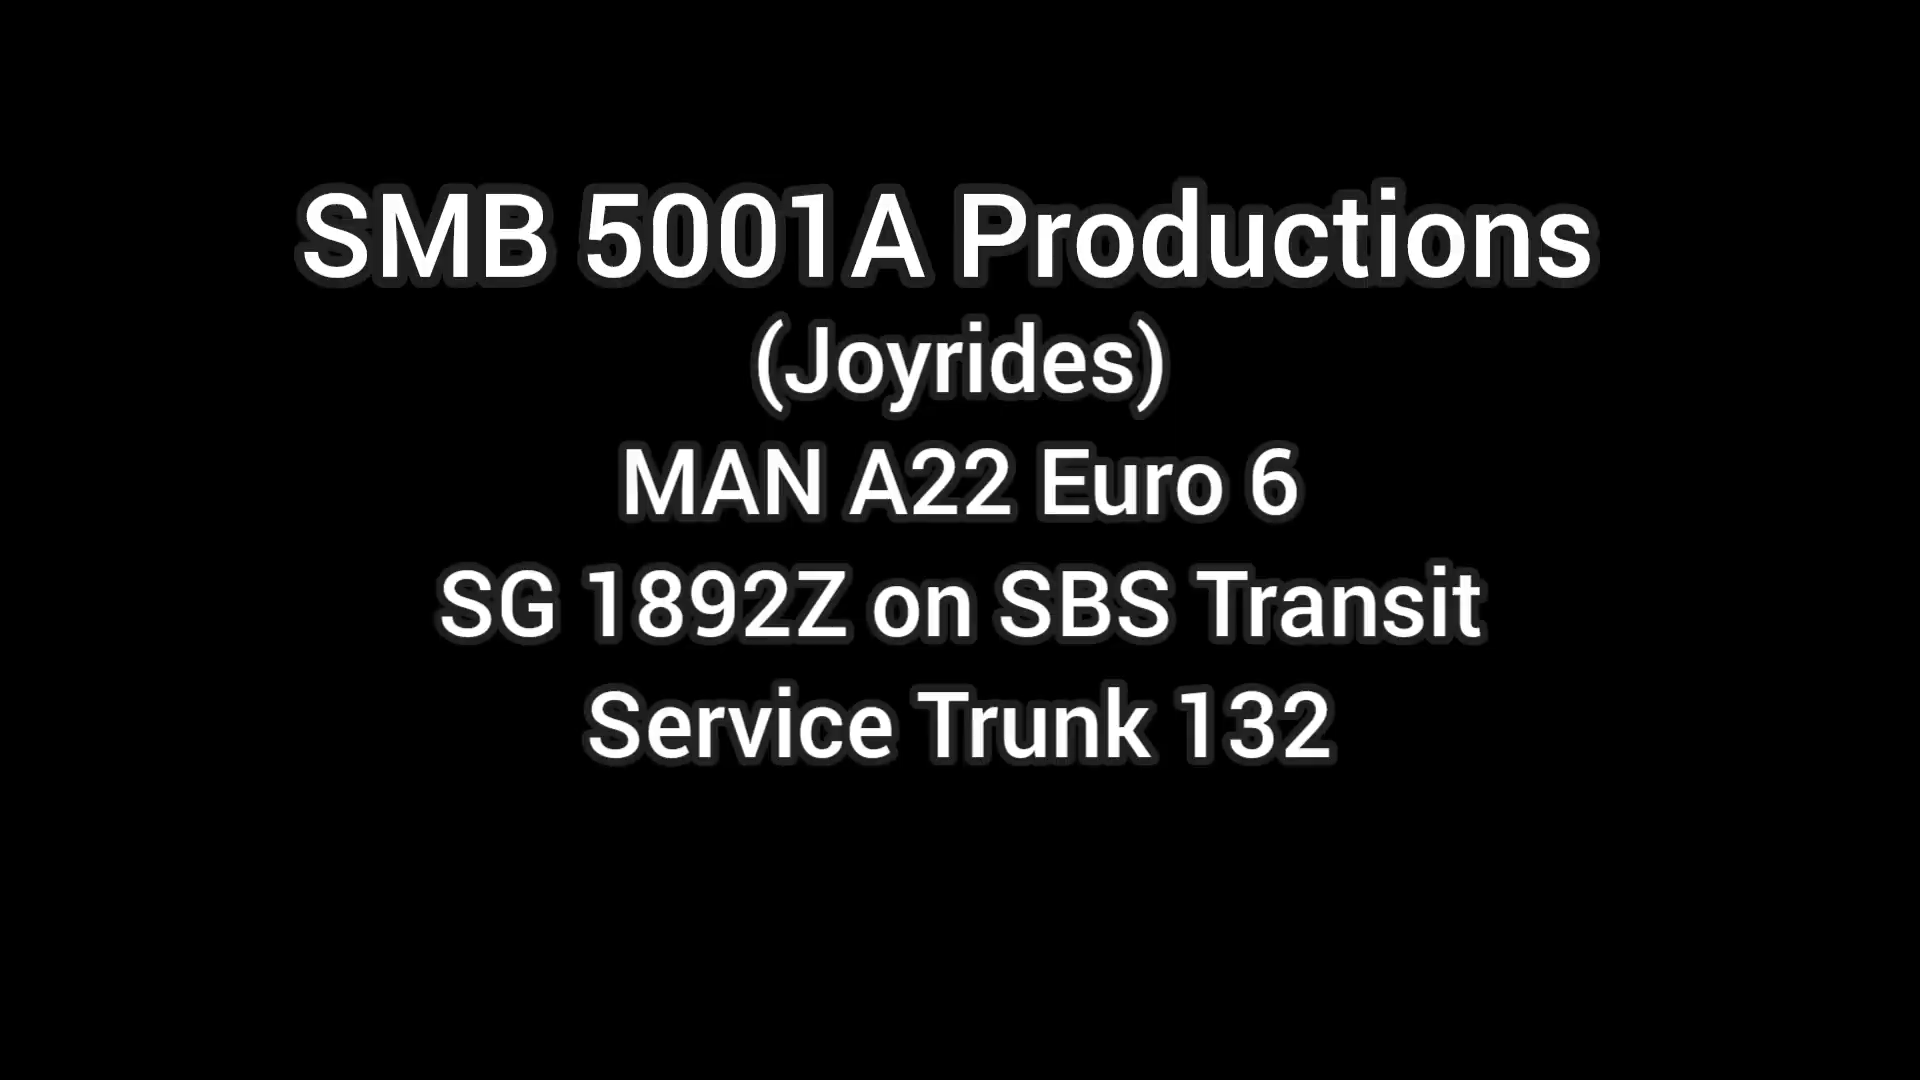 SMB 5001A Productions
(Joyrides)
MAN A22 Euro 6
SG 1892Z on SBS Transit
Service Trunk 132